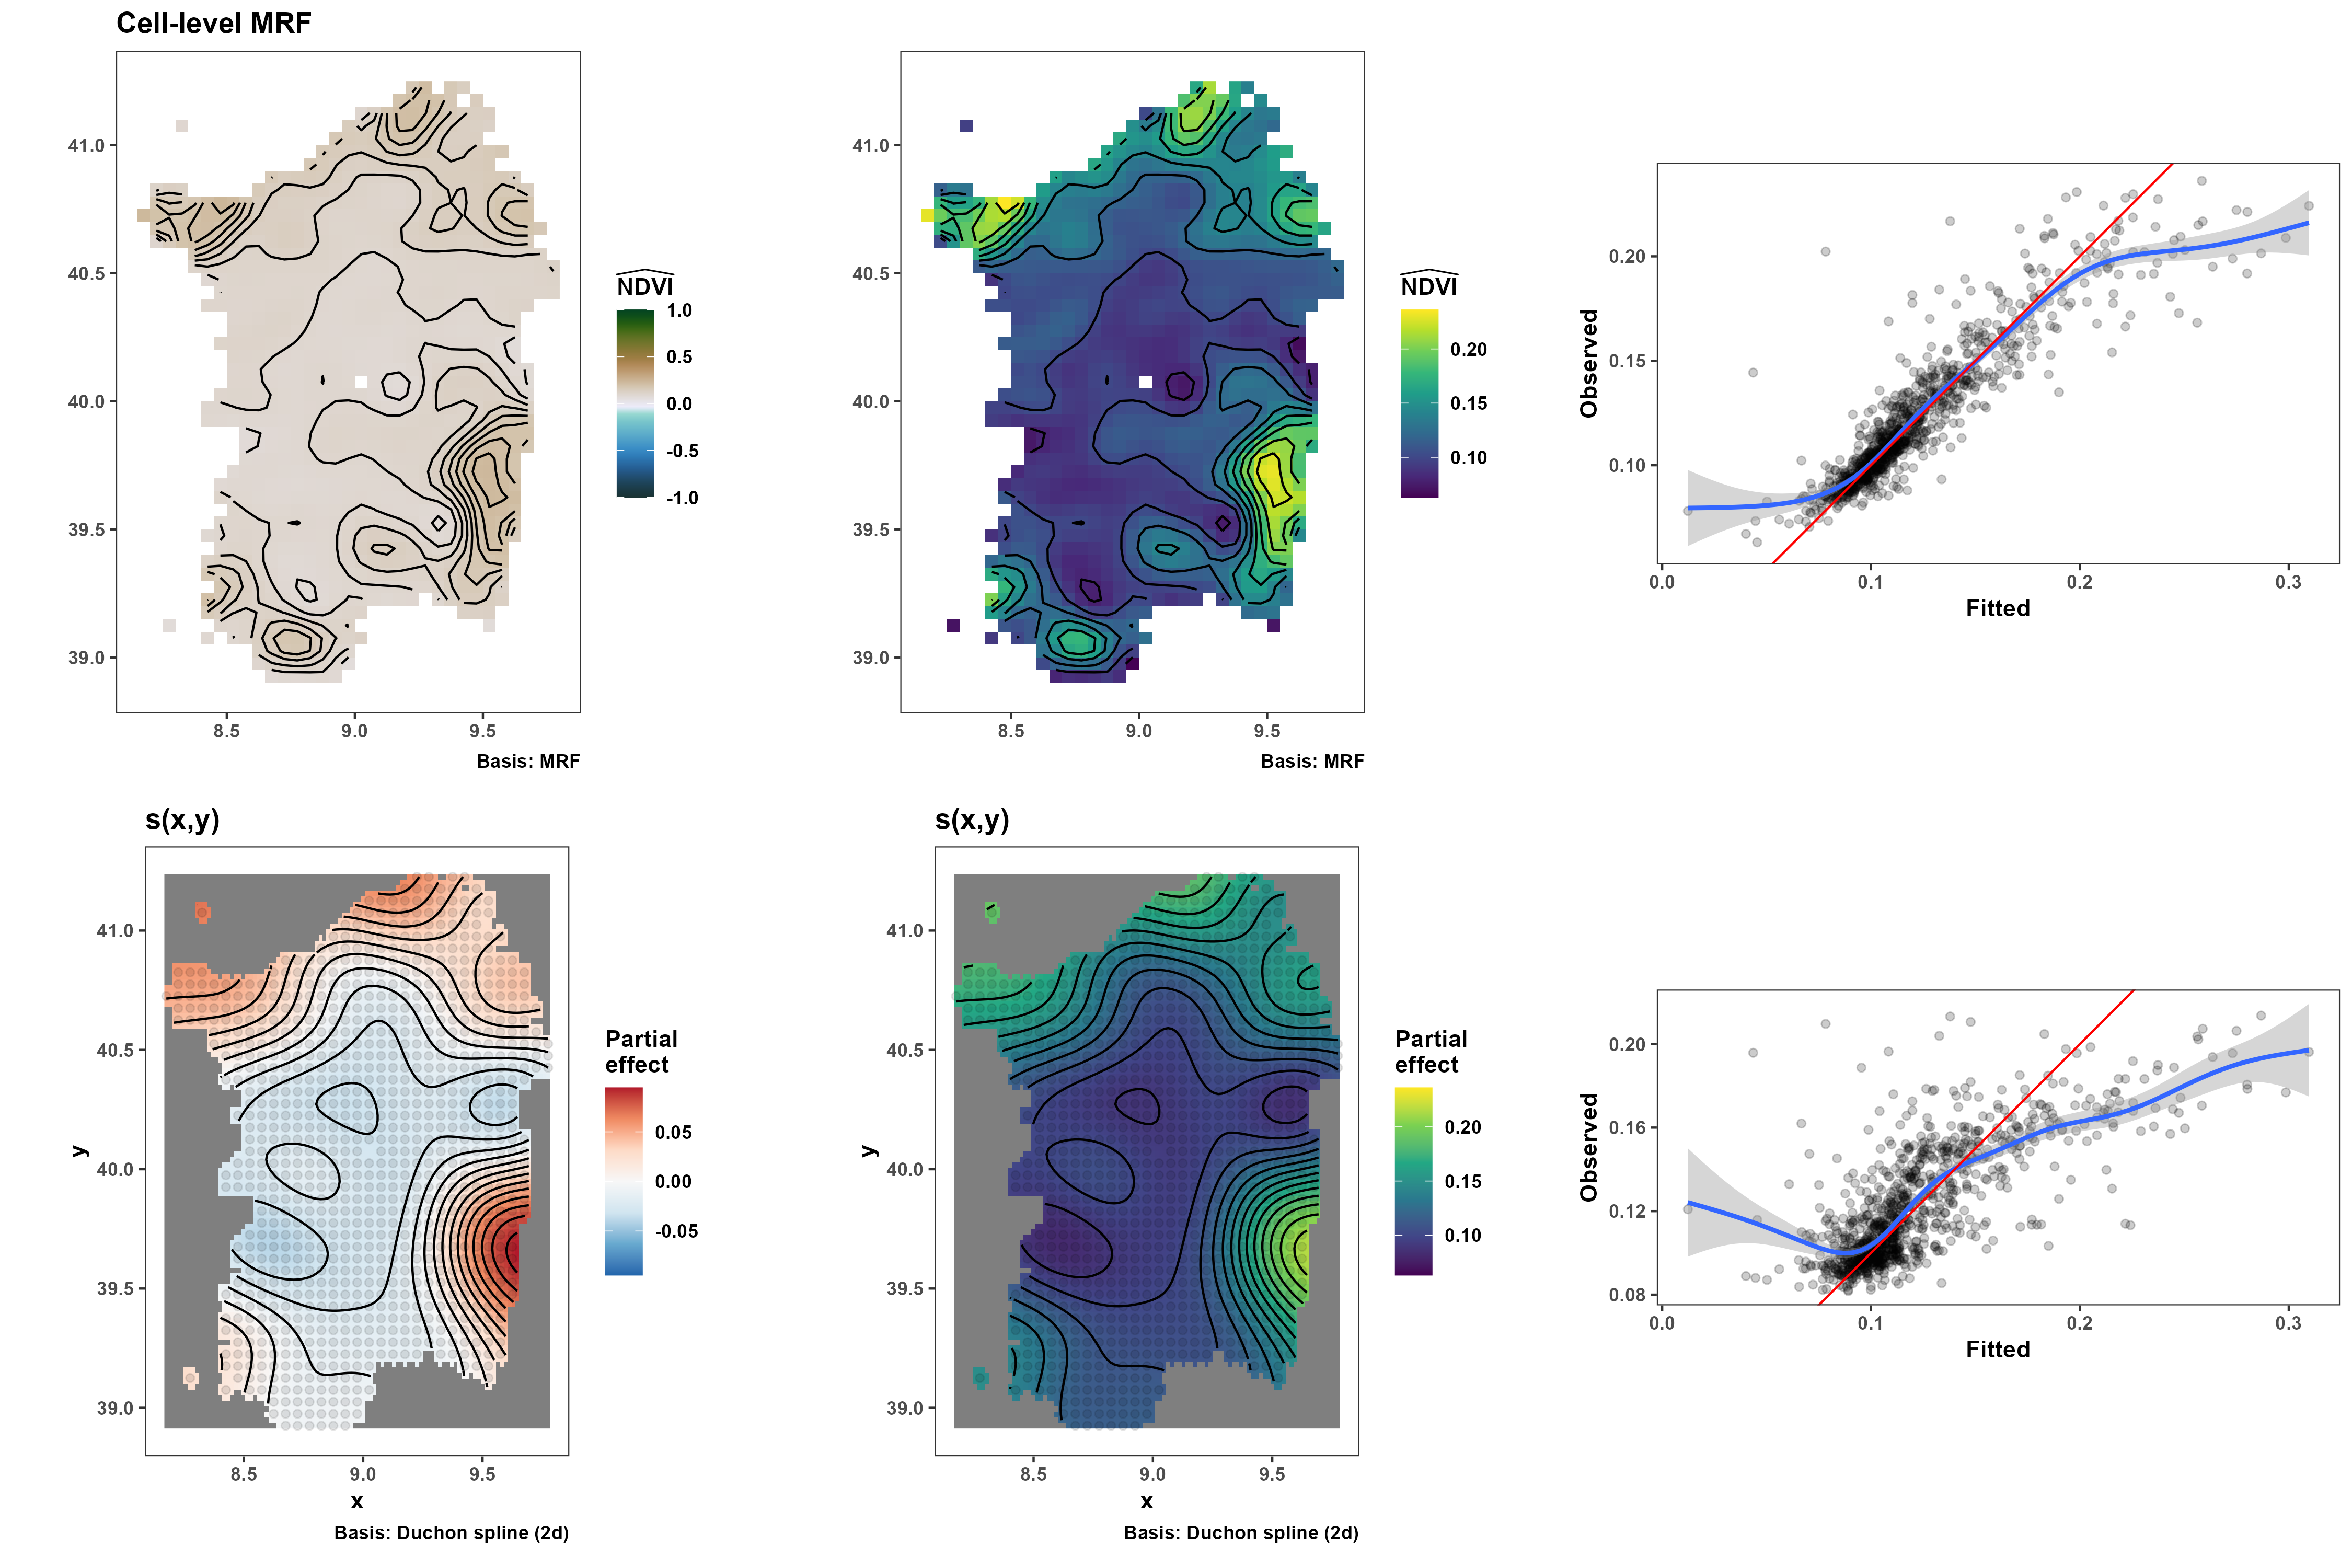 Cell-level MRF
41.0
40.5
40.0
39.5
39.0
8.5 9.0 9.5
Basis: MRF
NDVI
1.0
0.5
0.0
-0.5
-1.0
41.0
40.5
40.0
39.5
39.0
8.5 9.0 9.5
Basis: MRF
NDVI
0.20
0.15
0.10
Observed
0.20
0.15
0.10
0.0 0.1 0.2 0.3
Fitted
s(x,y)
y
41.0
40.5
40.0
39.5
39.0
8.5 9.0 9.5
x
Basis: Duchon spline (2d)
Partial
effect
0.05
0.00
-0.05
s(x,y)
y
41.0
40.5
40.0
39.5
39.0
8.5 9.0 9.5
x
Basis: Duchon spline (2d)
Partial
effect
0.20
0.15
0.10
Observed
0.20
0.16
0.12
0.08
0.0 0.1 0.2 0.3
Fitted